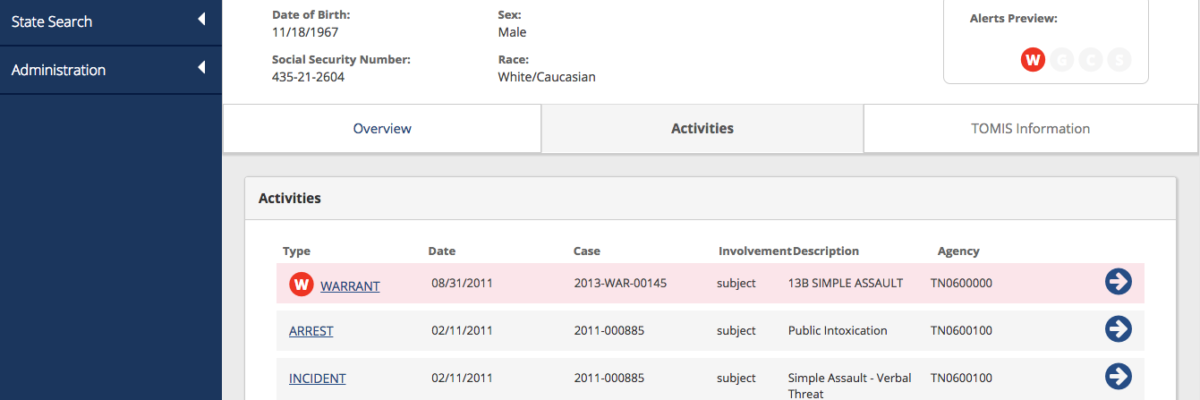 State Search
Administration
Date of Birth:
11/18/1967
Sex:
Male
Social Security Number:
435-21-2604
Race:
White/Caucasian
Alerts Preview:
W G C S
Overview Activities TOMIS Information
Activities
Type Date Case Involvement Description Agency
W WARRANT 08/31/2011 2013-WAR-00145 subject 13B SIMPLE ASSAULT TN0600000
ARREST 02/11/2011 2011-000885 subject Public Intoxication TN0600100
INCIDENT 02/11/2011 2011-000885 subject Simple Assault - Verbal TN0600100
Threat